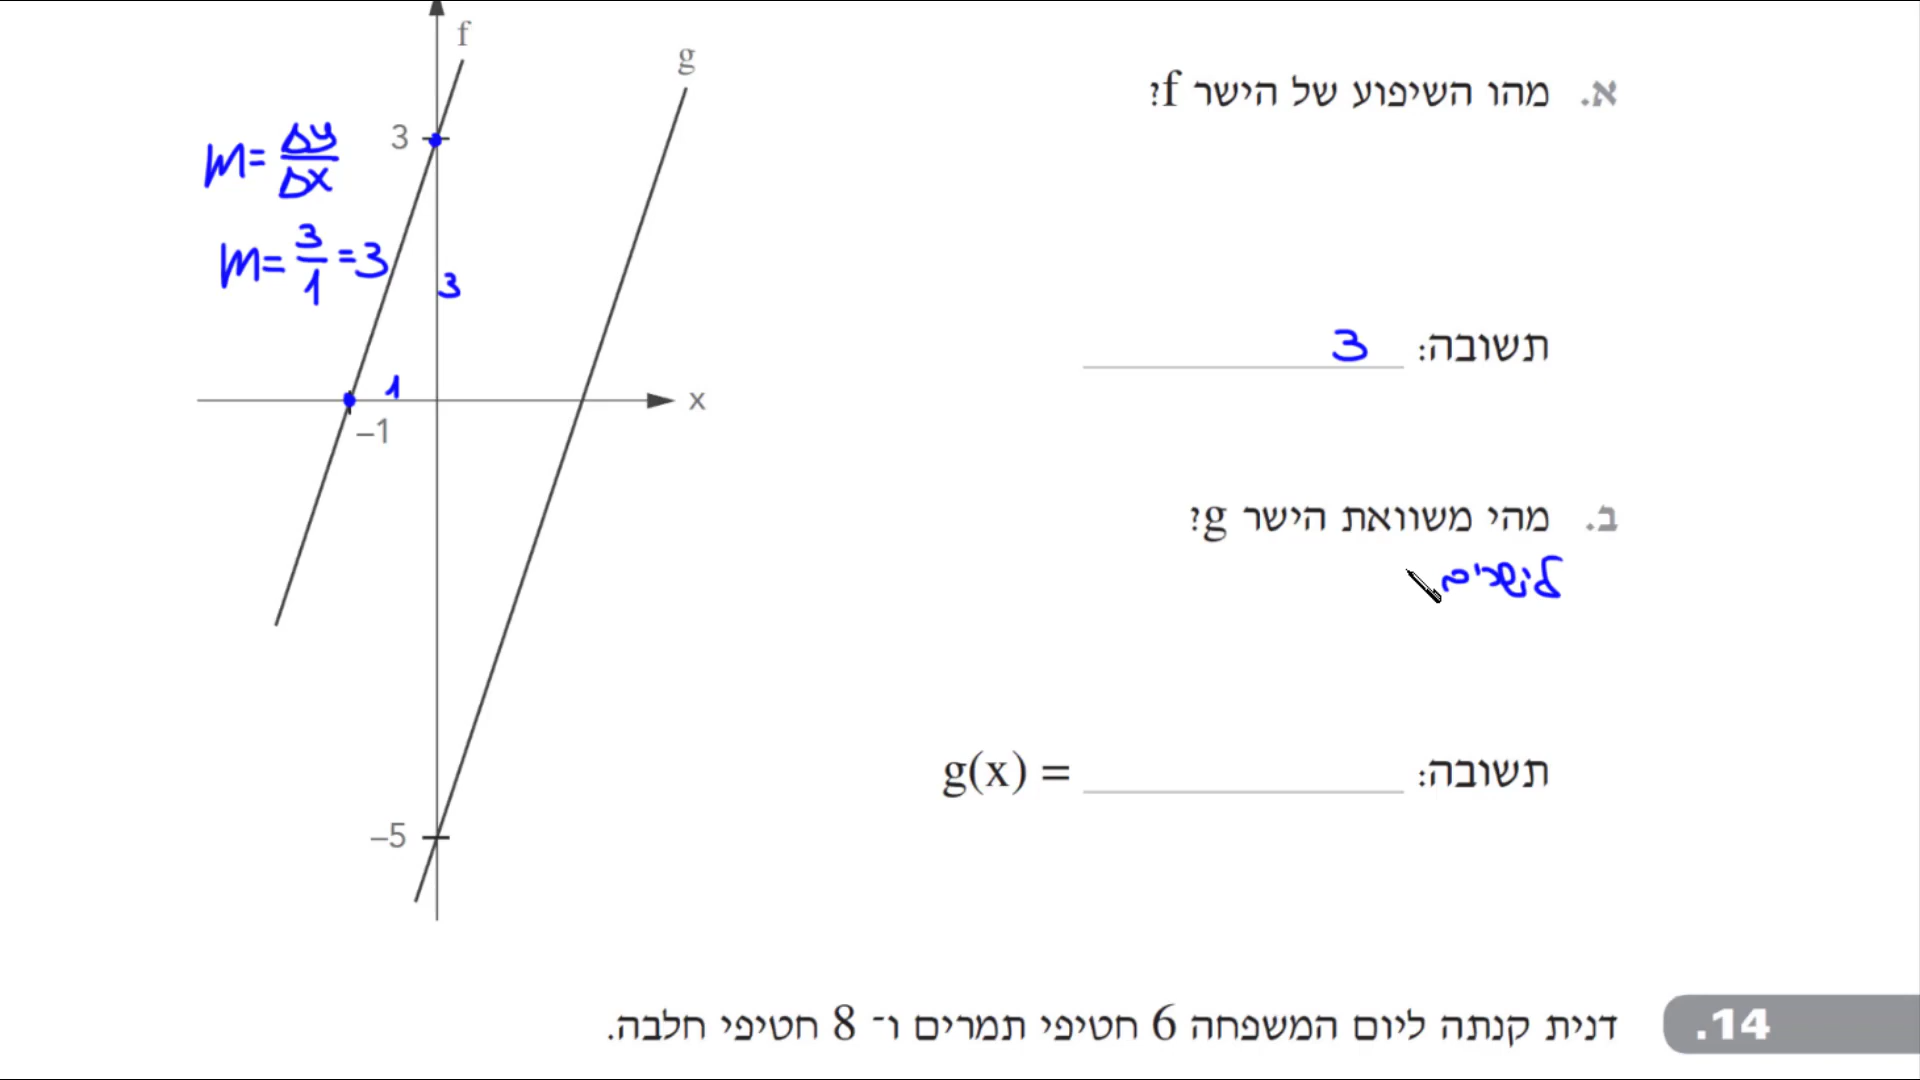 f
g
א. מהו השיפוע של הישר f?
3
m = Δy/Δx
m = 3/1 = 3
3
תשובה: 3
1
x
–1
ב. מהי משוואת הישר g?
לישרים
תשובה: g(x) =
–5
14. דנית קנתה ליום המשפחה 6 חטיפי תמרים ו־ 8 חטיפי חלבה.